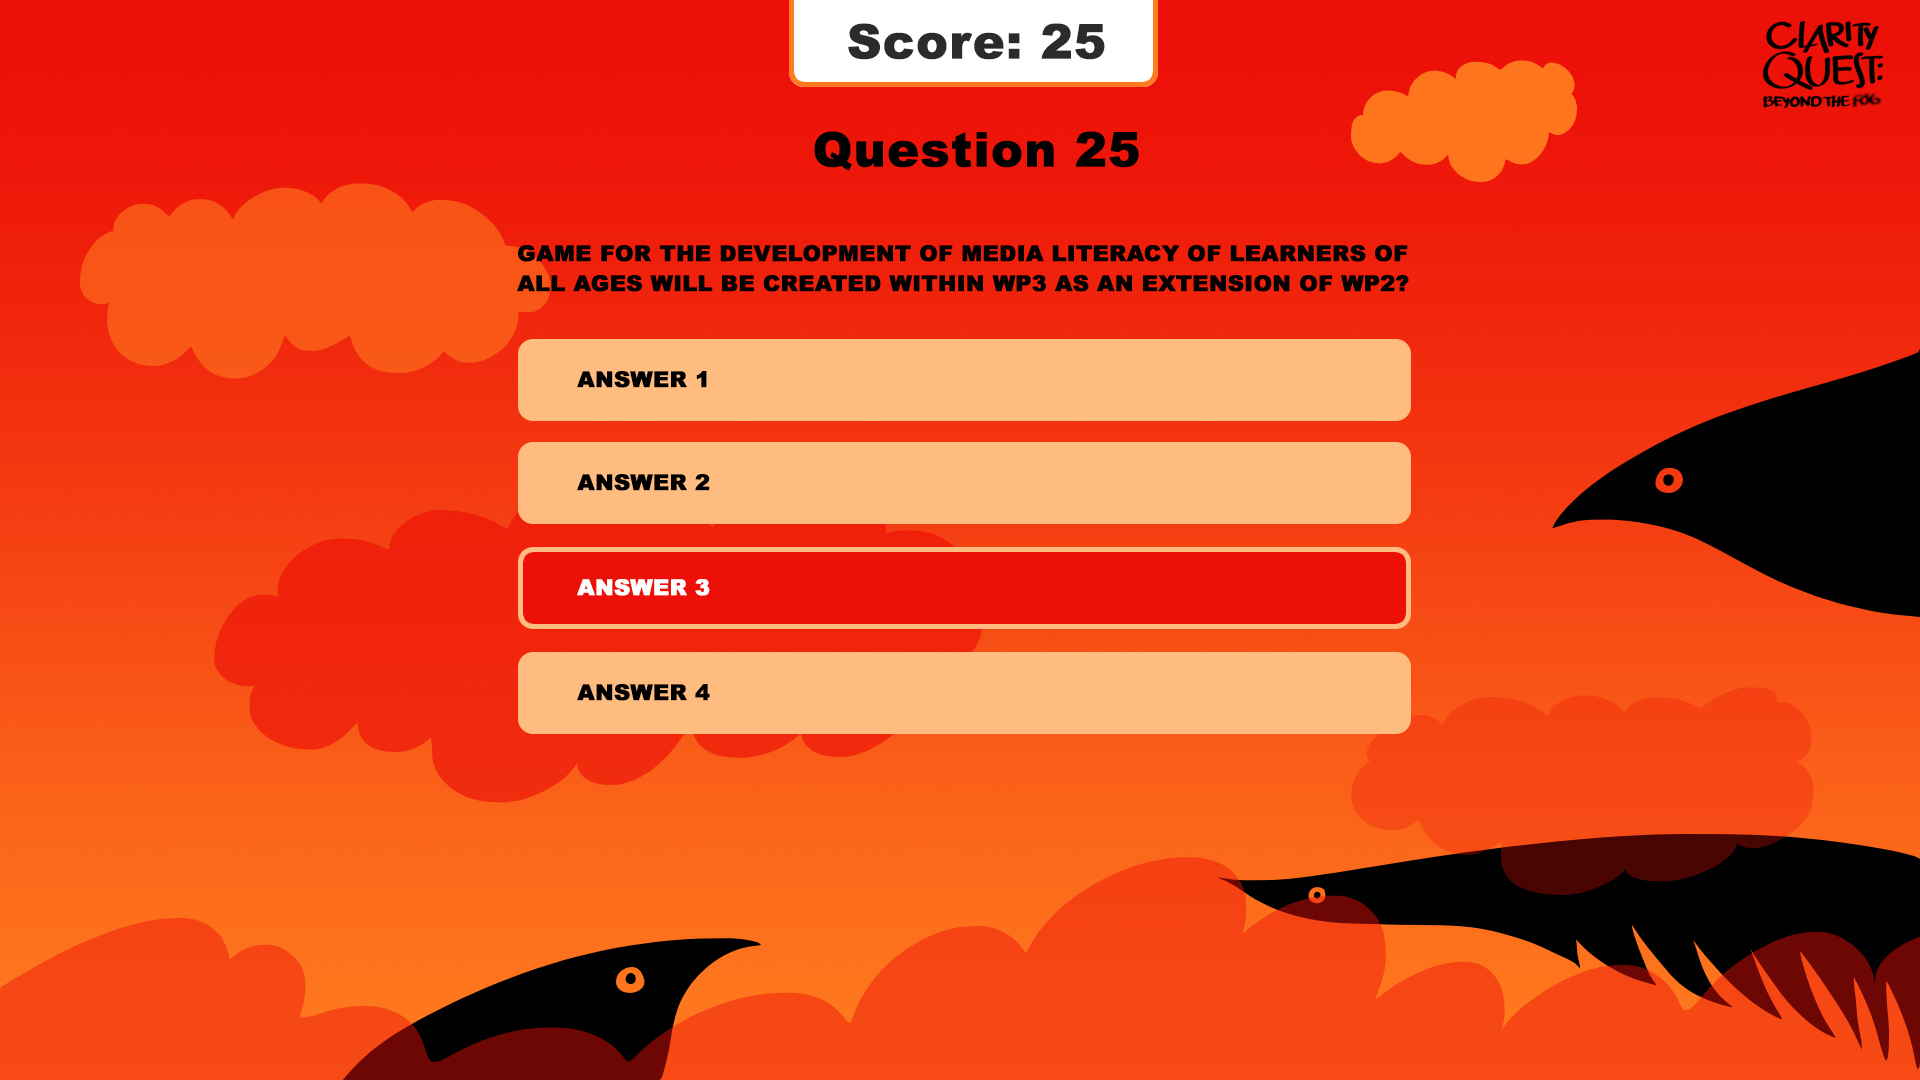 Score: 25
CLARITY
QUEST:
BEYOND THE FOG
Question 25
GAME FOR THE DEVELOPMENT OF MEDIA LITERACY OF LEARNERS OF
ALL AGES WILL BE CREATED WITHIN WP3 AS AN EXTENSION OF WP2?
ANSWER 1
ANSWER 2
ANSWER 3
ANSWER 4